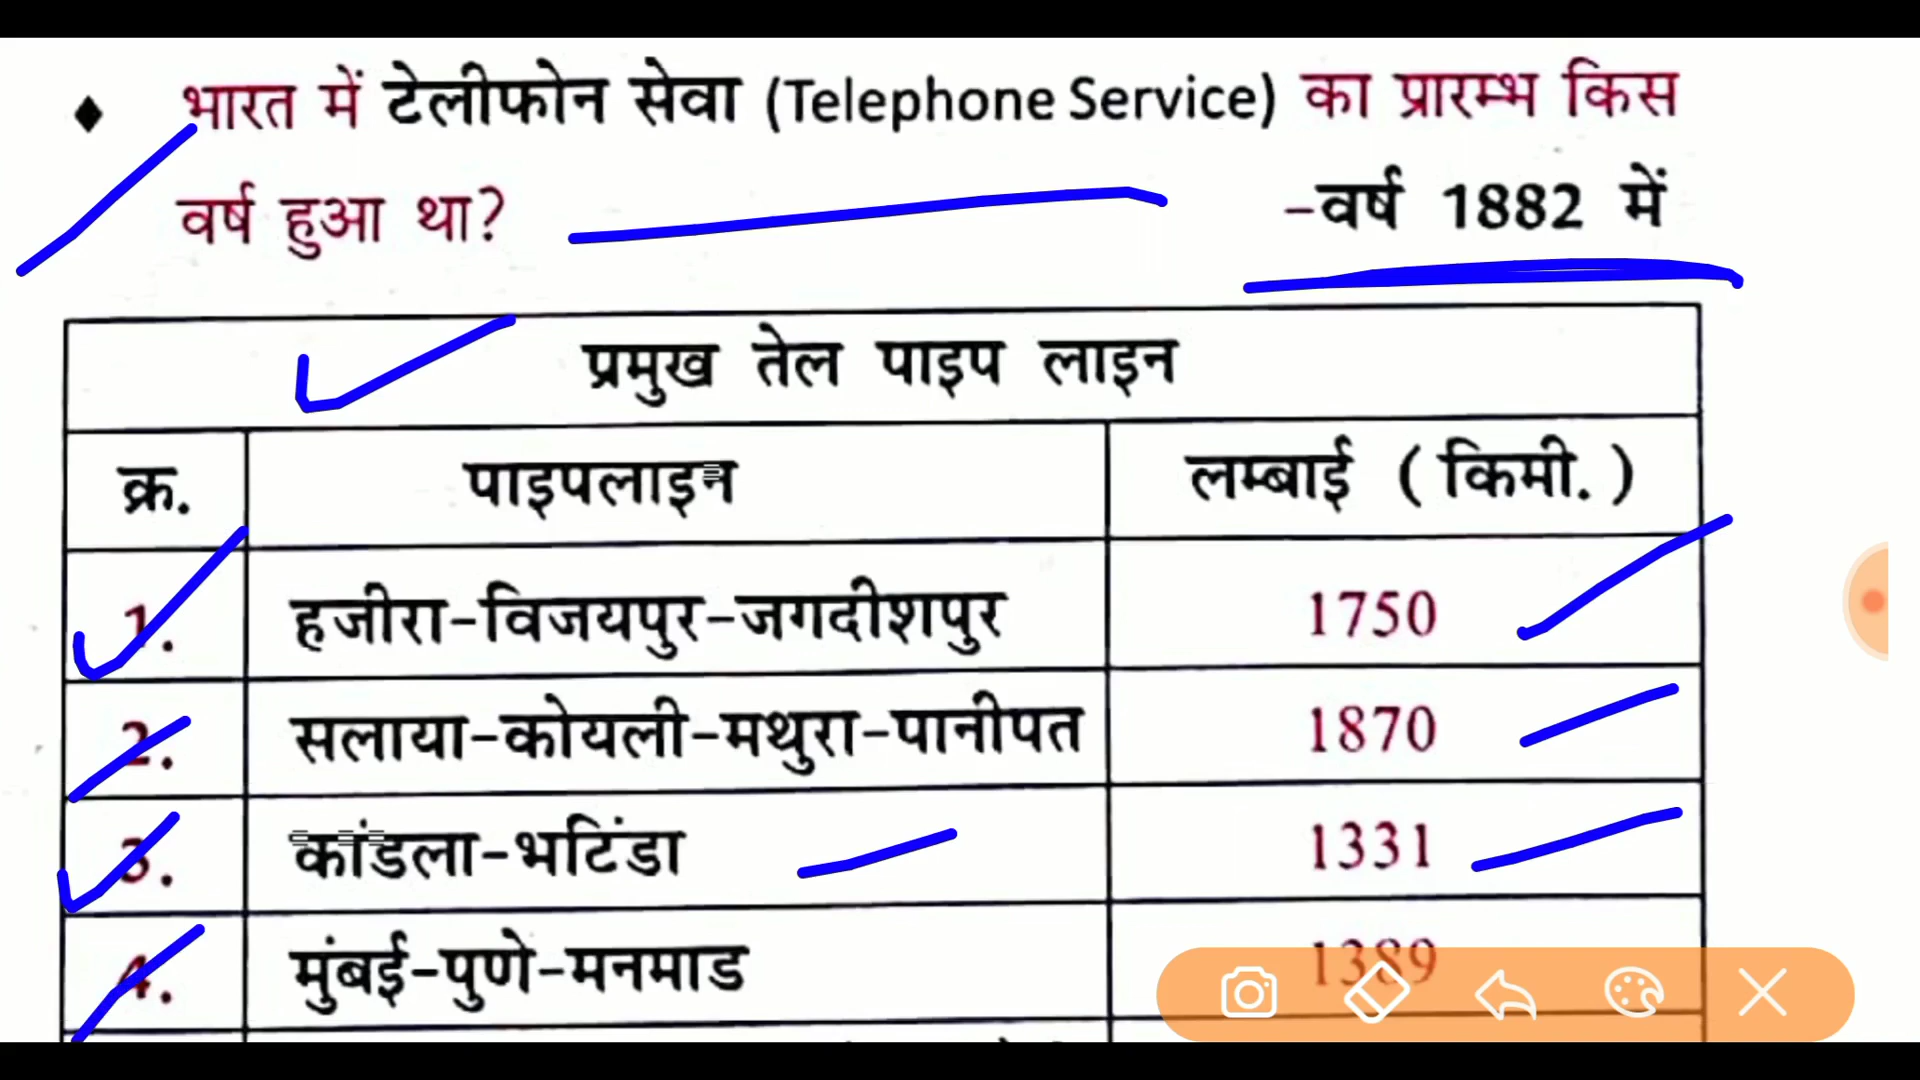 ♦ भारत में टेलीफोन सेवा (Telephone Service) का प्रारम्भ किस
वर्ष हुआ था? -वर्ष 1882 में
प्रमुख तेल पाइप लाइन
क्र. पाइपलाइन लम्बाई (किमी.)
1. हजीरा-विजयपुर-जगदीशपुर 1750
2. सलाया-कोयली-मथुरा-पानीपत 1870
3. कांडला-भटिंडा 1331
4. मुंबई-पुणे-मनमाड 1389